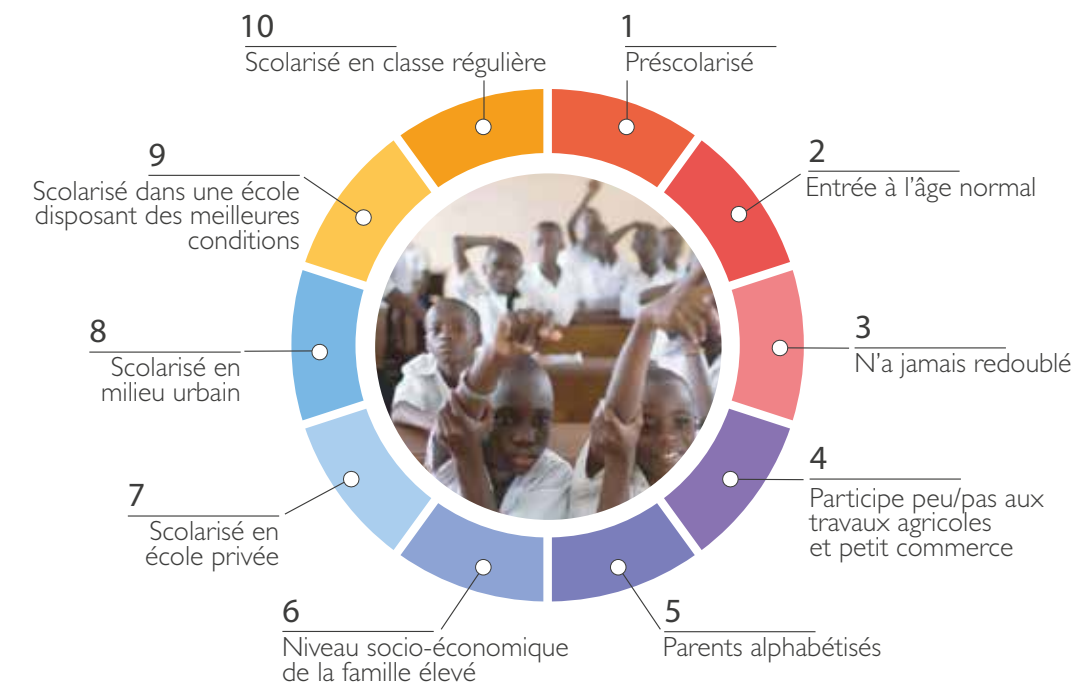 1
Préscolarisé
2
Entrée à l'âge normal
3
N'a jamais redoublé
4
Participe peu/pas aux
travaux agricoles
et petit commerce
5
Parents alphabétisés
6
Niveau socio-économique
de la famille élevé
7
Scolarisé en
école privée
8
Scolarisé en
milieu urbain
9
Scolarisé dans une école
disposant des meilleures
conditions
10
Scolarisé en classe régulière